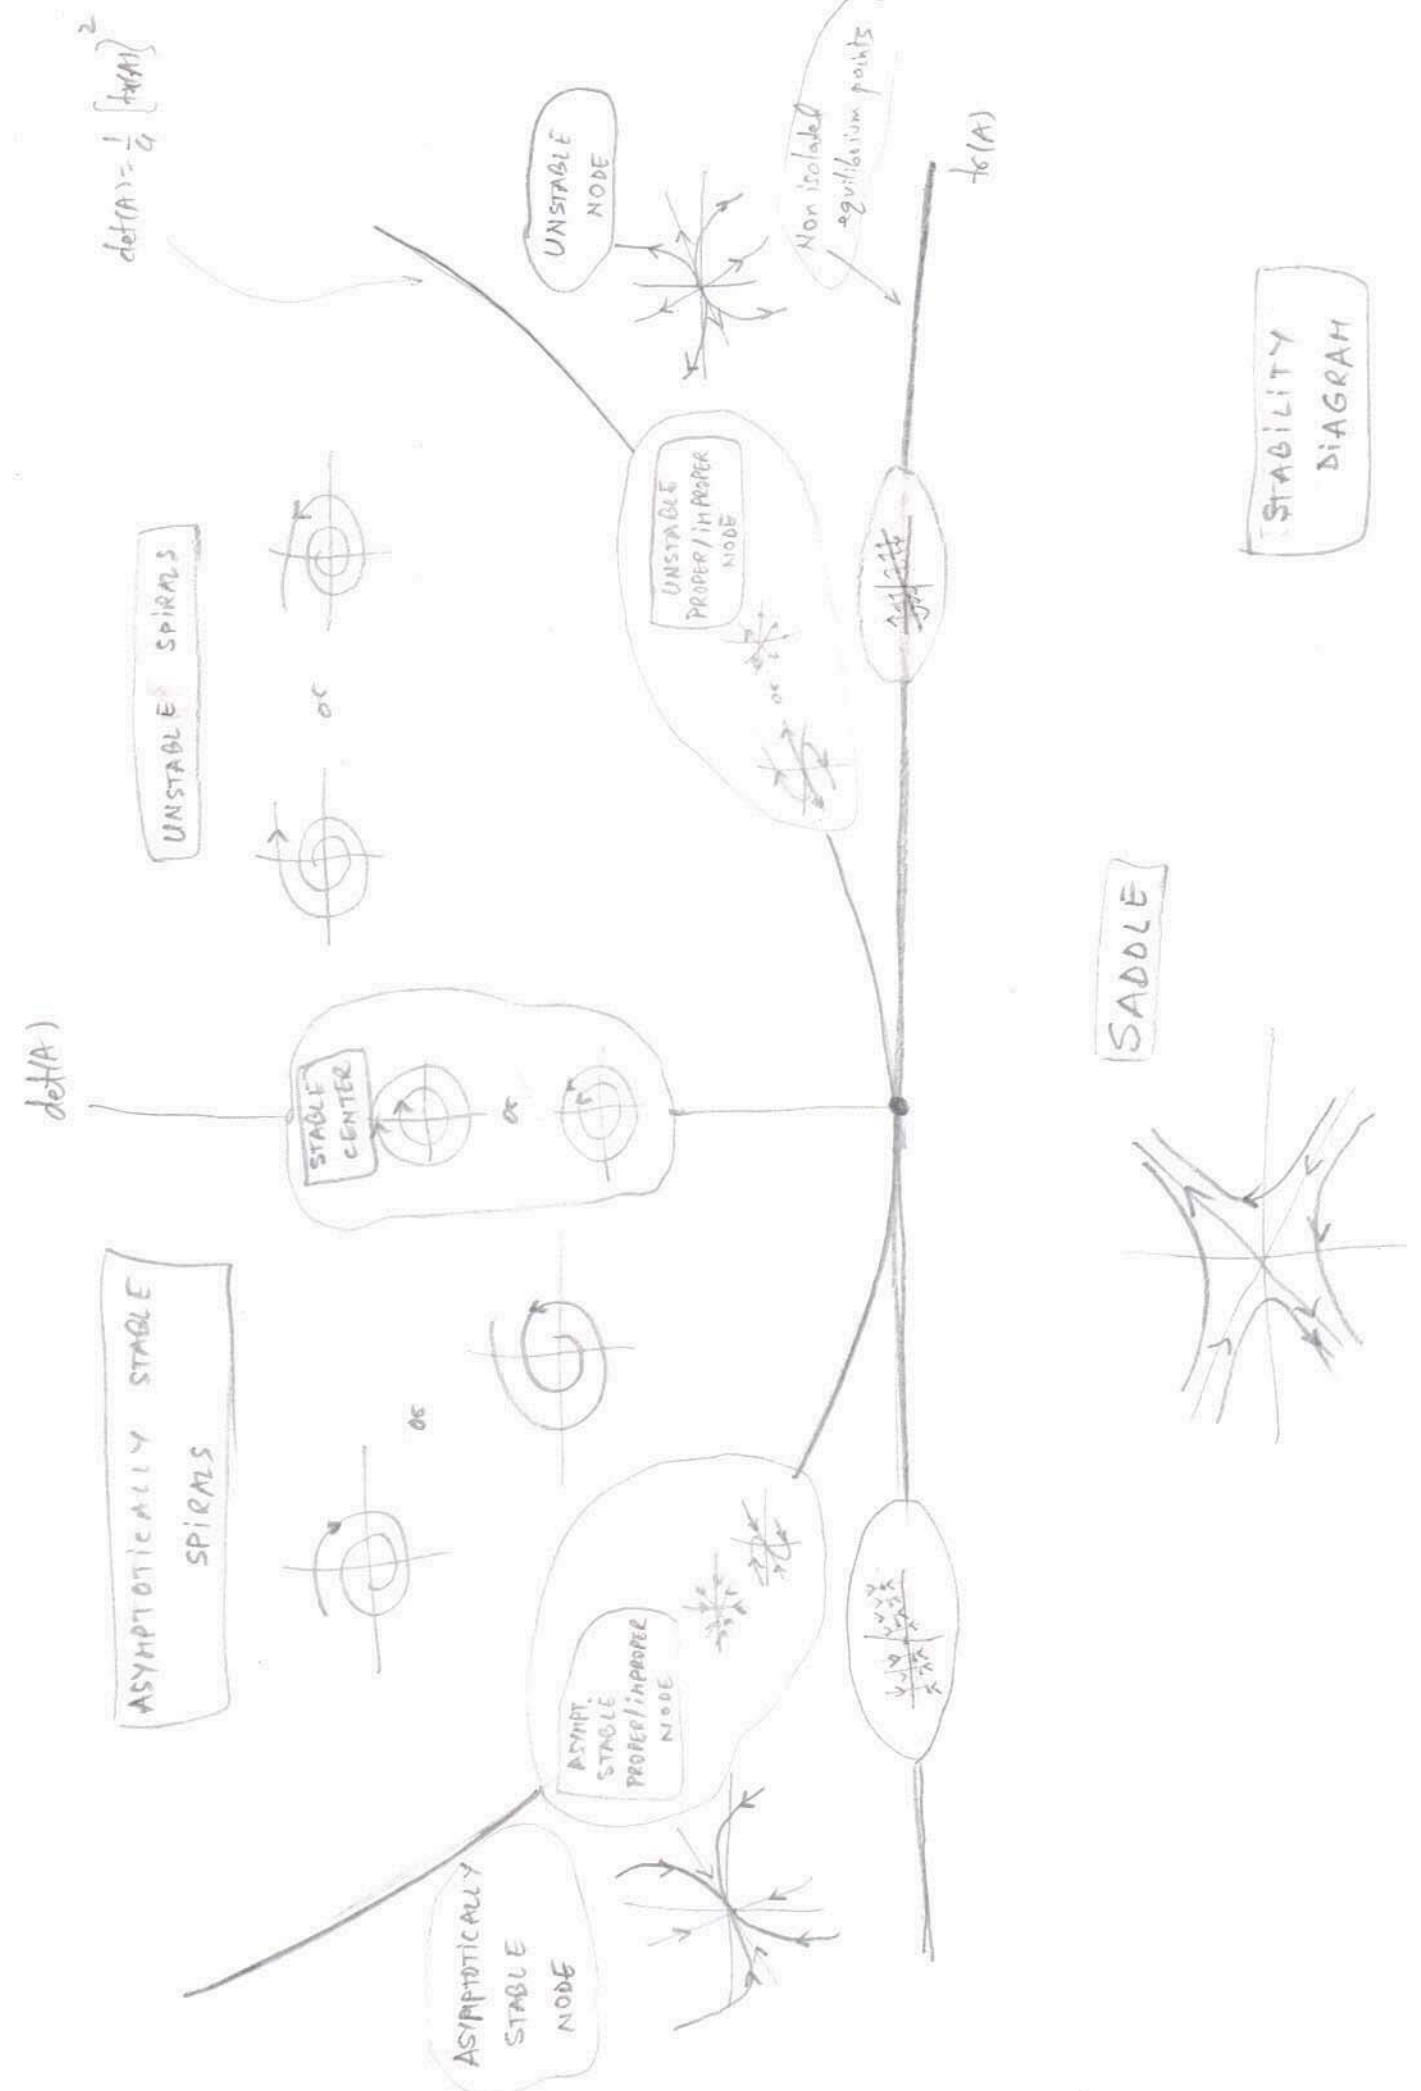 det(A)
det(A) = 1/4 [tr(A)]²
ASYMPTOTICALLY STABLE
SPIRALS
or
STABLE
CENTER
or
UNSTABLE SPIRALS
or
ASYMPTOTICALLY
STABLE
NODE
ASYMPT.
STABLE
PROPER/IMPROPER
NODE
UNSTABLE
PROPER/IMPROPER
NODE
or
UNSTABLE
NODE
Non isolated
equilibrium points
tr(A)
SADDLE
STABILITY
DIAGRAM